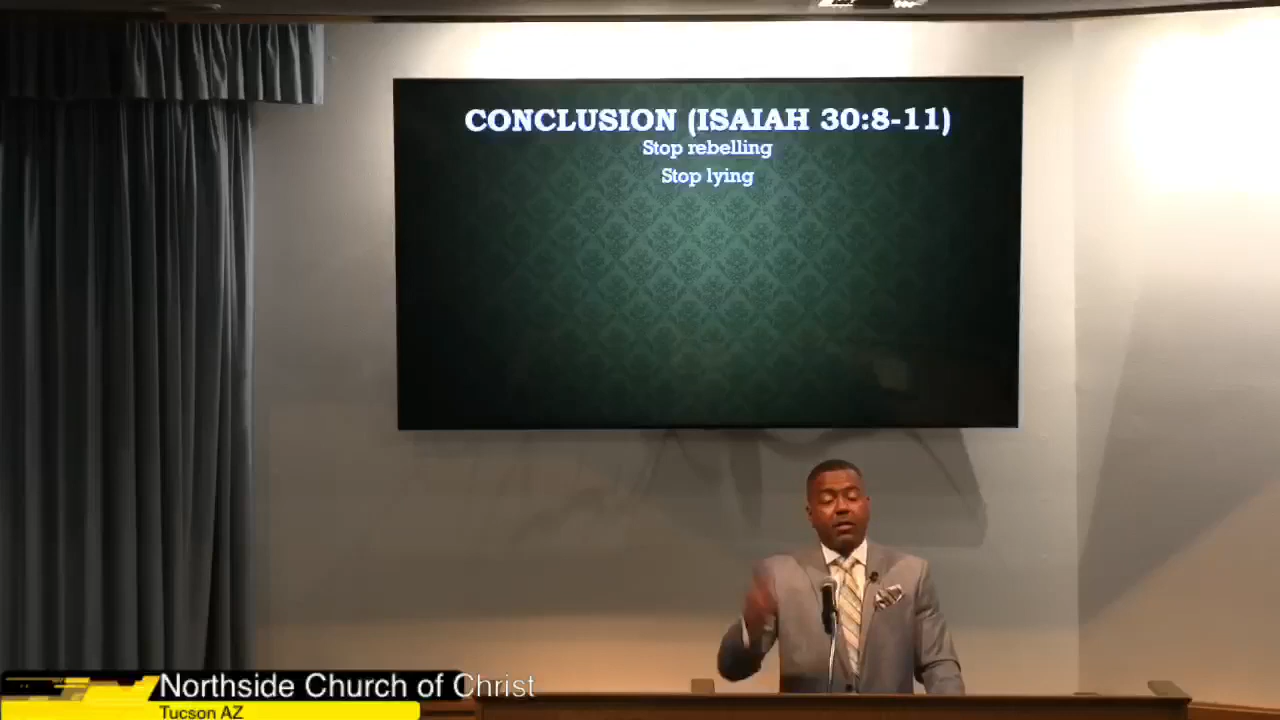 CONCLUSION (ISAIAH 30:8-11)
Stop rebelling
Stop lying
Northside Church of Christ
Tucson AZ